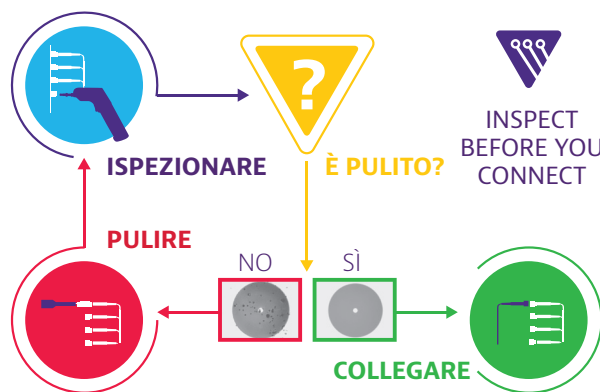 ?
INSPECT
BEFORE YOU
CONNECT
ISPEZIONARE
È PULITO?
PULIRE
NO
SÌ
COLLEGARE